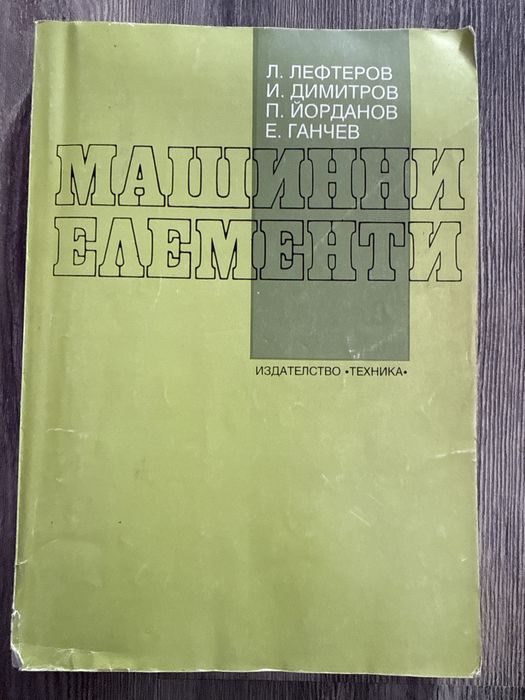 Л. ЛЕФТЕРОВ
И. ДИМИТРОВ
П. ЙОРДАНОВ
Е. ГАНЧЕВ
МАШИННИ
ЕЛЕМЕНТИ
ИЗДАТЕЛСТВО •ТЕХНИКА•